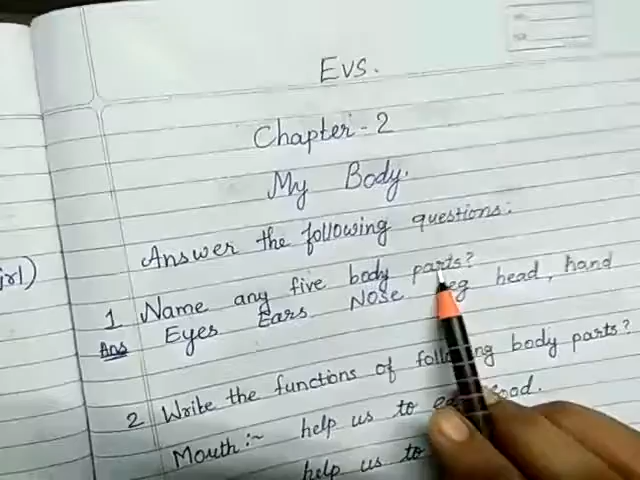 Evs.
Chapter-2
My Body.
Answer the following questions:
1 Name any five body parts?
Ans Eyes Ears Nose leg head, hand
2 Write the functions of following body parts?
Mouth:~ help us to eat food.
help us to